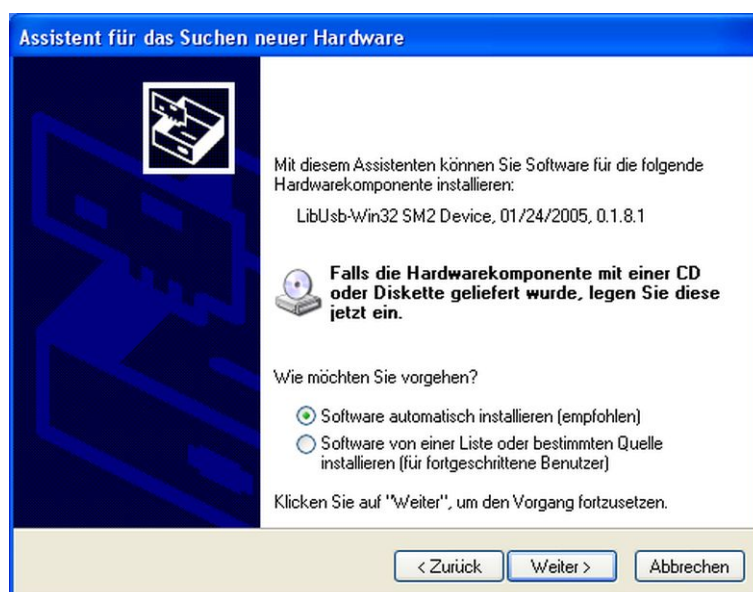 Assistent für das Suchen neuer Hardware
Mit diesem Assistenten können Sie Software für die folgende
Hardwarekomponente installieren:
LibUsb-Win32 SM2 Device, 01/24/2005, 0.1.8.1
Falls die Hardwarekomponente mit einer CD
oder Diskette geliefert wurde, legen Sie diese
jetzt ein.
Wie möchten Sie vorgehen?
Software automatisch installieren (empfohlen)
Software von einer Liste oder bestimmten Quelle
installieren (für fortgeschrittene Benutzer)
Klicken Sie auf "Weiter", um den Vorgang fortzusetzen.
< Zurück Weiter > Abbrechen